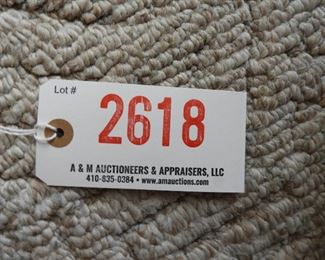 Lot #
2618
A & M AUCTIONEERS & APPRAISERS, LLC
410-835-0384 • www.amauctions.com